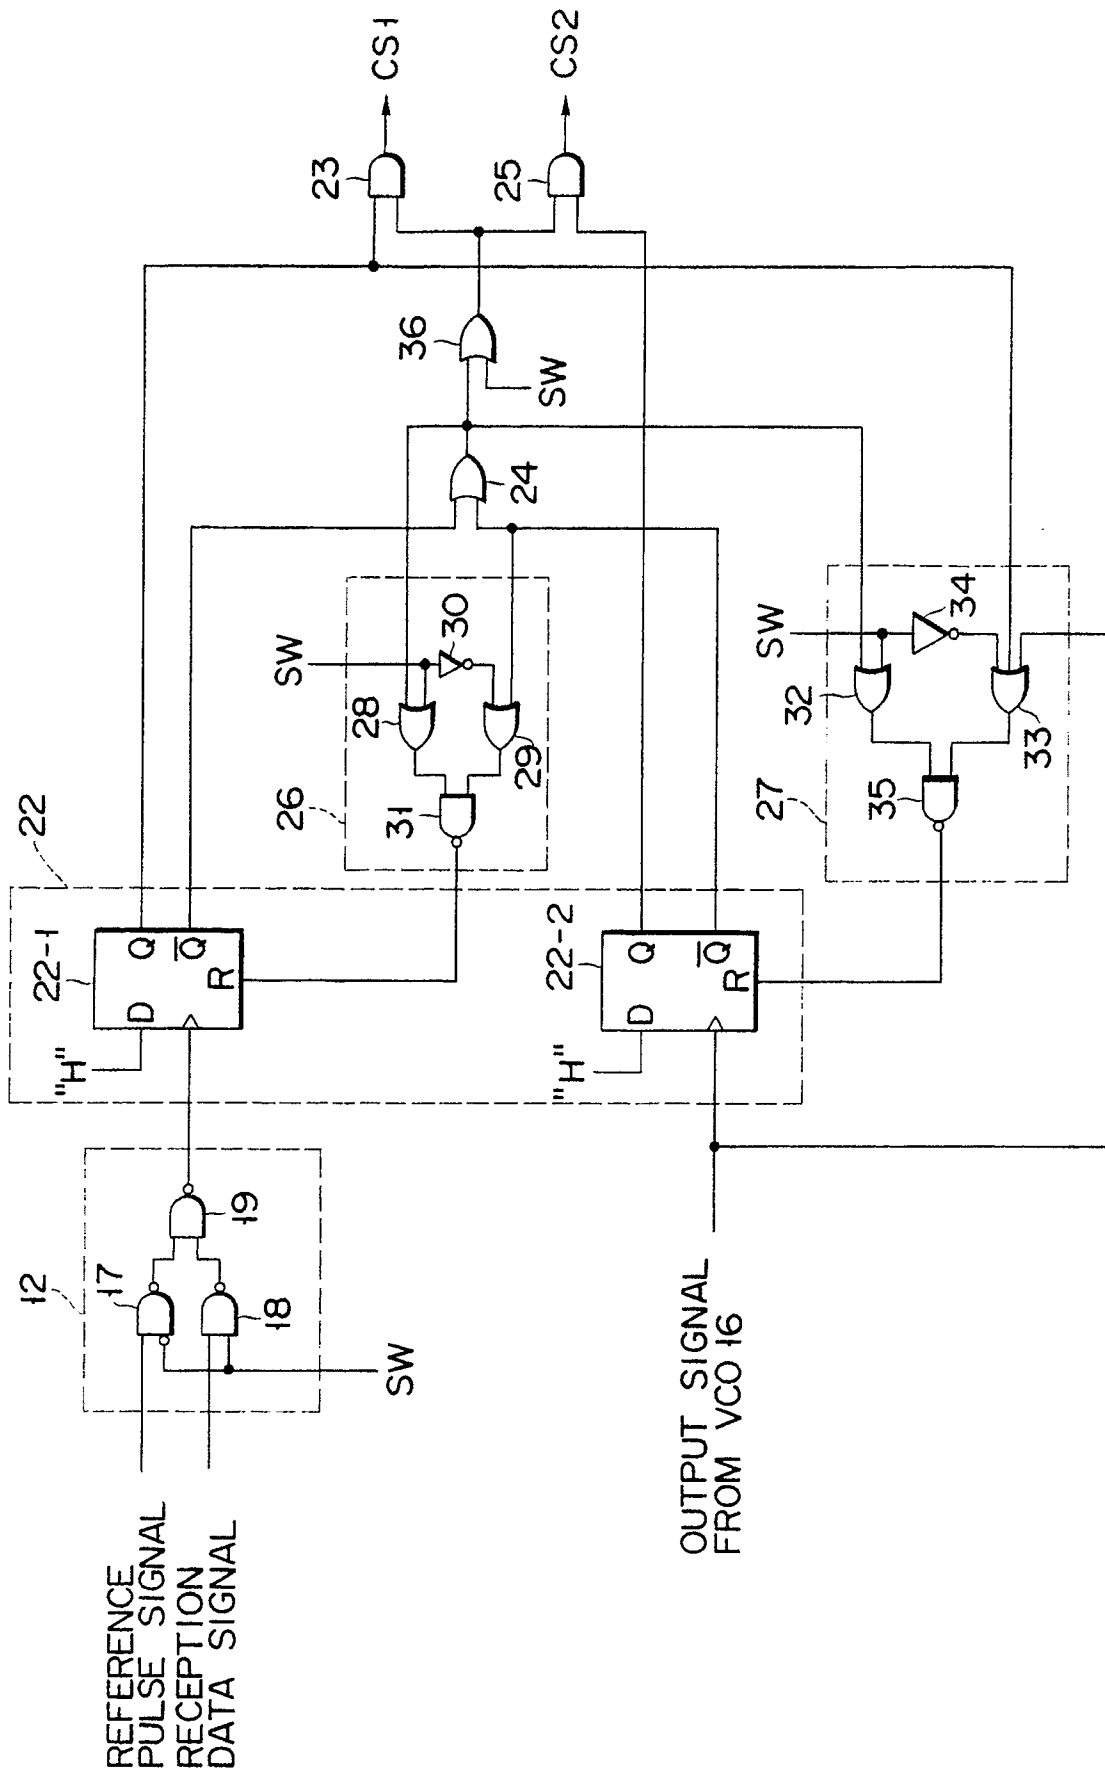 REFERENCE
PULSE SIGNAL
RECEPTION
DATA SIGNAL
12
17
18
19
SW
"H"
22
22-1
D
Q
Q
R
OUTPUT SIGNAL
FROM VCO 16
"H"
22-2
D
Q
Q
R
26
SW
28
29
30
31
24
36
SW
23
CS1
25
CS2
27
SW
32
33
34
35